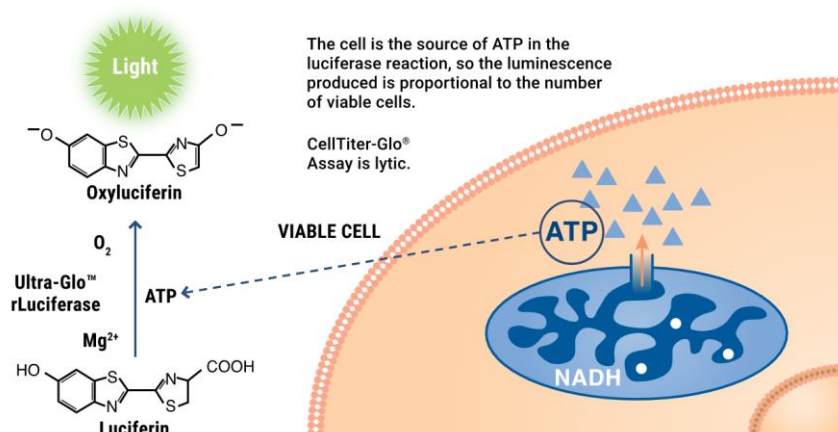 Light
The cell is the source of ATP in the
luciferase reaction, so the luminescence
produced is proportional to the number
of viable cells.
CellTiter-Glo®
Assay is lytic.
⁻O
S
N
N
S
O⁻
Oxyluciferin
O₂
Ultra-Glo™
rLuciferase
ATP
Mg²⁺
VIABLE CELL
ATP
NADH
HO
S
N
N
S
COOH
Luciferin